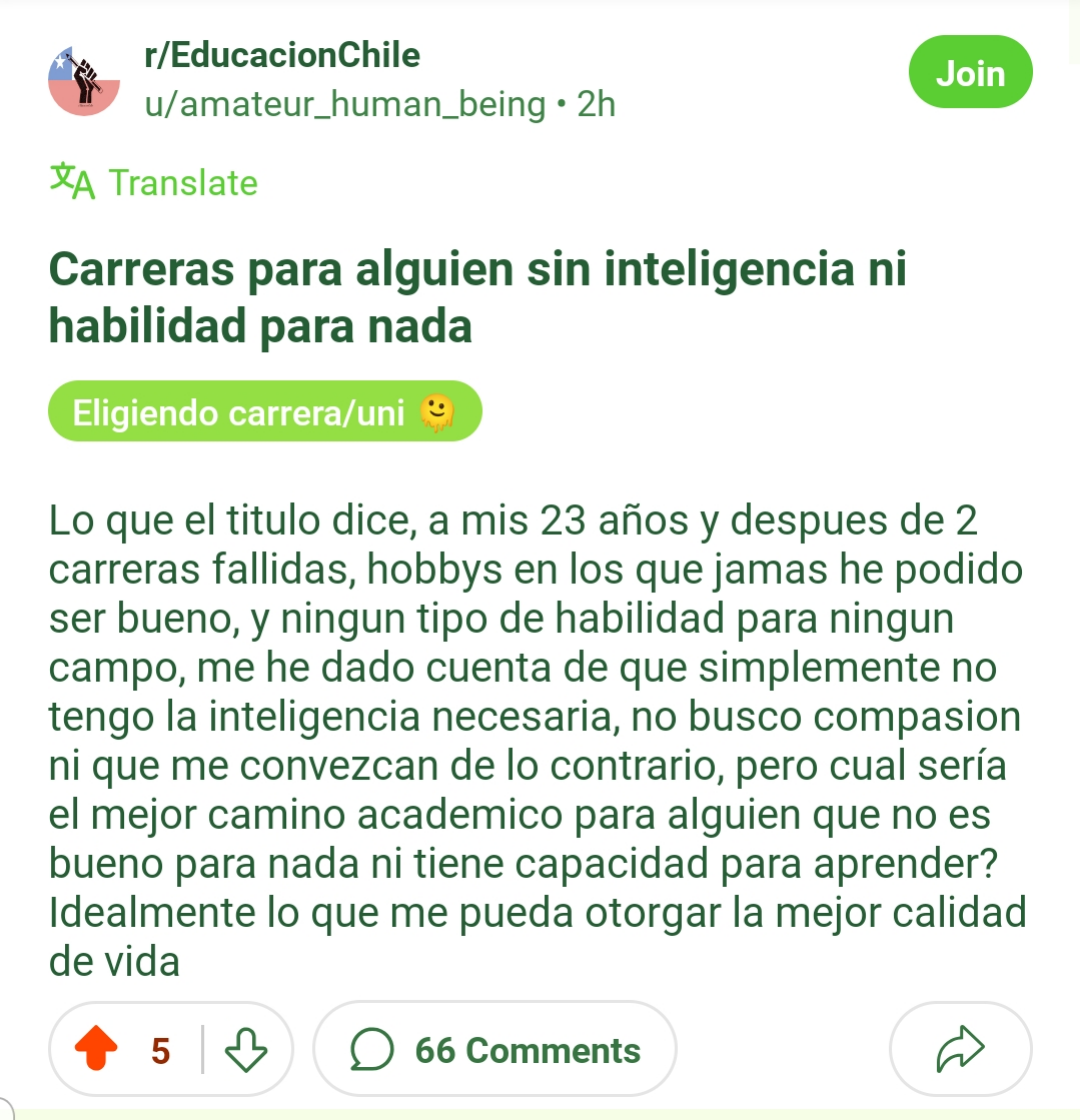 r/EducacionChile
u/amateur_human_being • 2h
Join
Translate
Carreras para alguien sin inteligencia ni
habilidad para nada
Eligiendo carrera/uni 🫠
Lo que el titulo dice, a mis 23 años y despues de 2
carreras fallidas, hobbys en los que jamas he podido
ser bueno, y ningun tipo de habilidad para ningun
campo, me he dado cuenta de que simplemente no
tengo la inteligencia necesaria, no busco compasion
ni que me convezcan de lo contrario, pero cual sería
el mejor camino academico para alguien que no es
bueno para nada ni tiene capacidad para aprender?
Idealmente lo que me pueda otorgar la mejor calidad
de vida
5
66 Comments